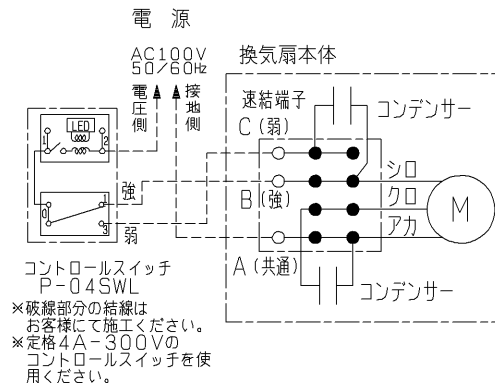 電源
AC100V
50/60Hz
電圧側
接地側
換気扇本体
速結端子
コンデンサー
C(弱)
LED
1
2
強
B(強)
シロ
クロ
アカ
M
0
1
3
弱
A(共通)
コンデンサー
コントロールスイッチ
P-04SWL
※破線部分の結線は
お客様にて施工ください。
※定格4A-300Vの
コントロールスイッチを使
用ください。